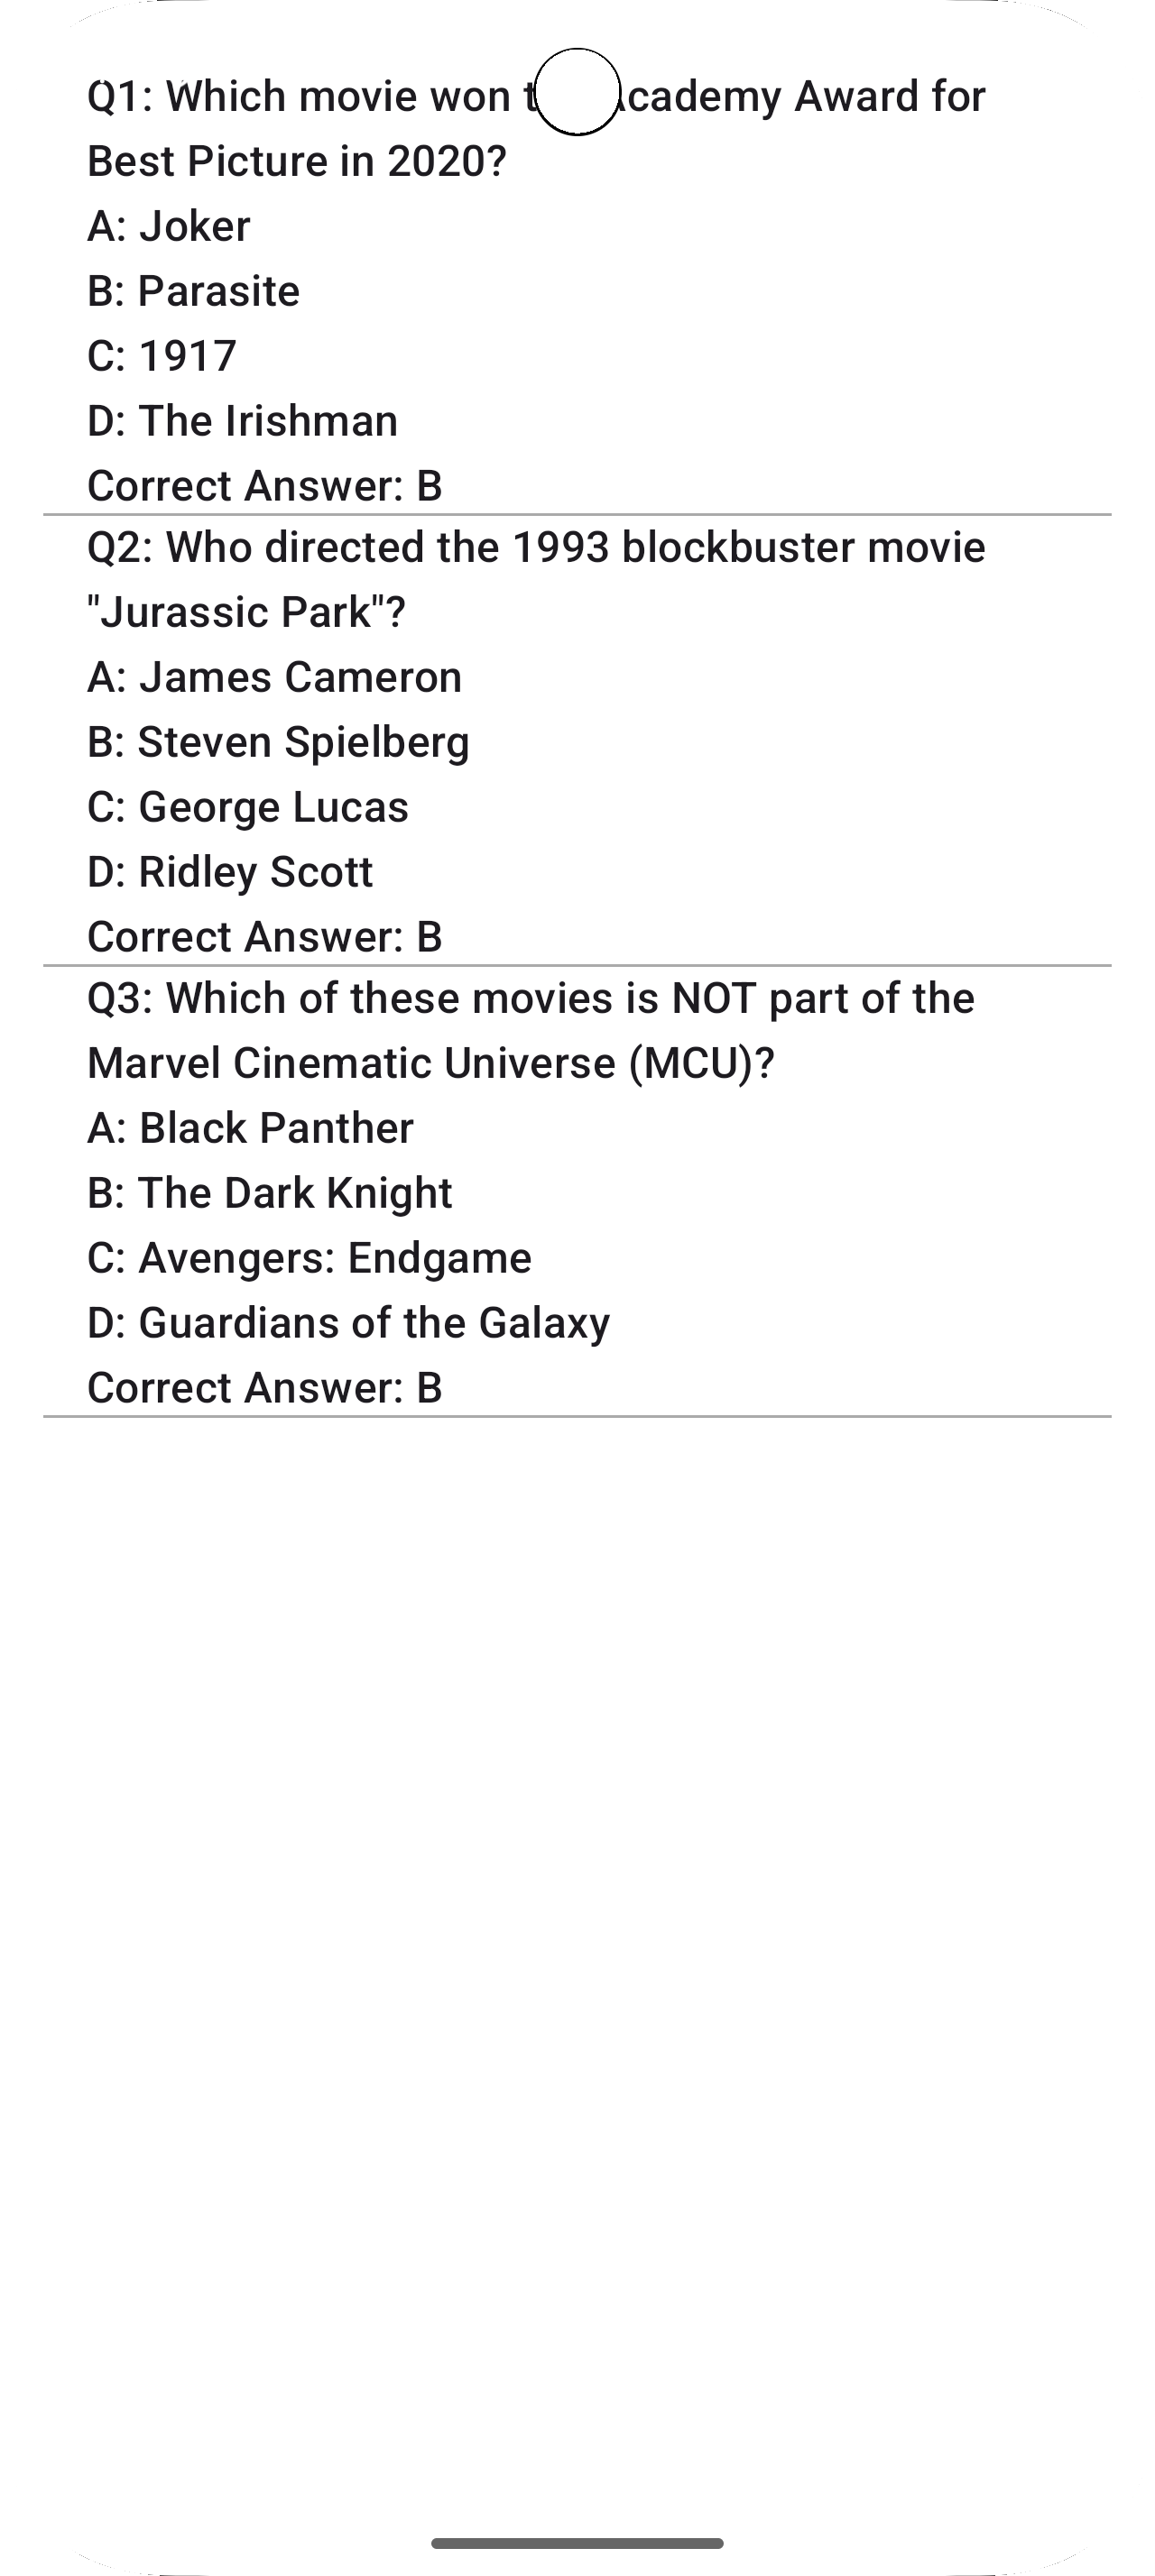 Q1: Which movie won cademy Award for
Best Picture in 2020?
A: Joker
B: Parasite
C: 1917
D: The Irishman
Correct Answer: B
Q2: Who directed the 1993 blockbuster movie
"Jurassic Park"?
A: James Cameron
B: Steven Spielberg
C: George Lucas
D: Ridley Scott
Correct Answer: B
Q3: Which of these movies is NOT part of the
Marvel Cinematic Universe (MCU)?
A: Black Panther
B: The Dark Knight
C: Avengers: Endgame
D: Guardians of the Galaxy
Correct Answer: B